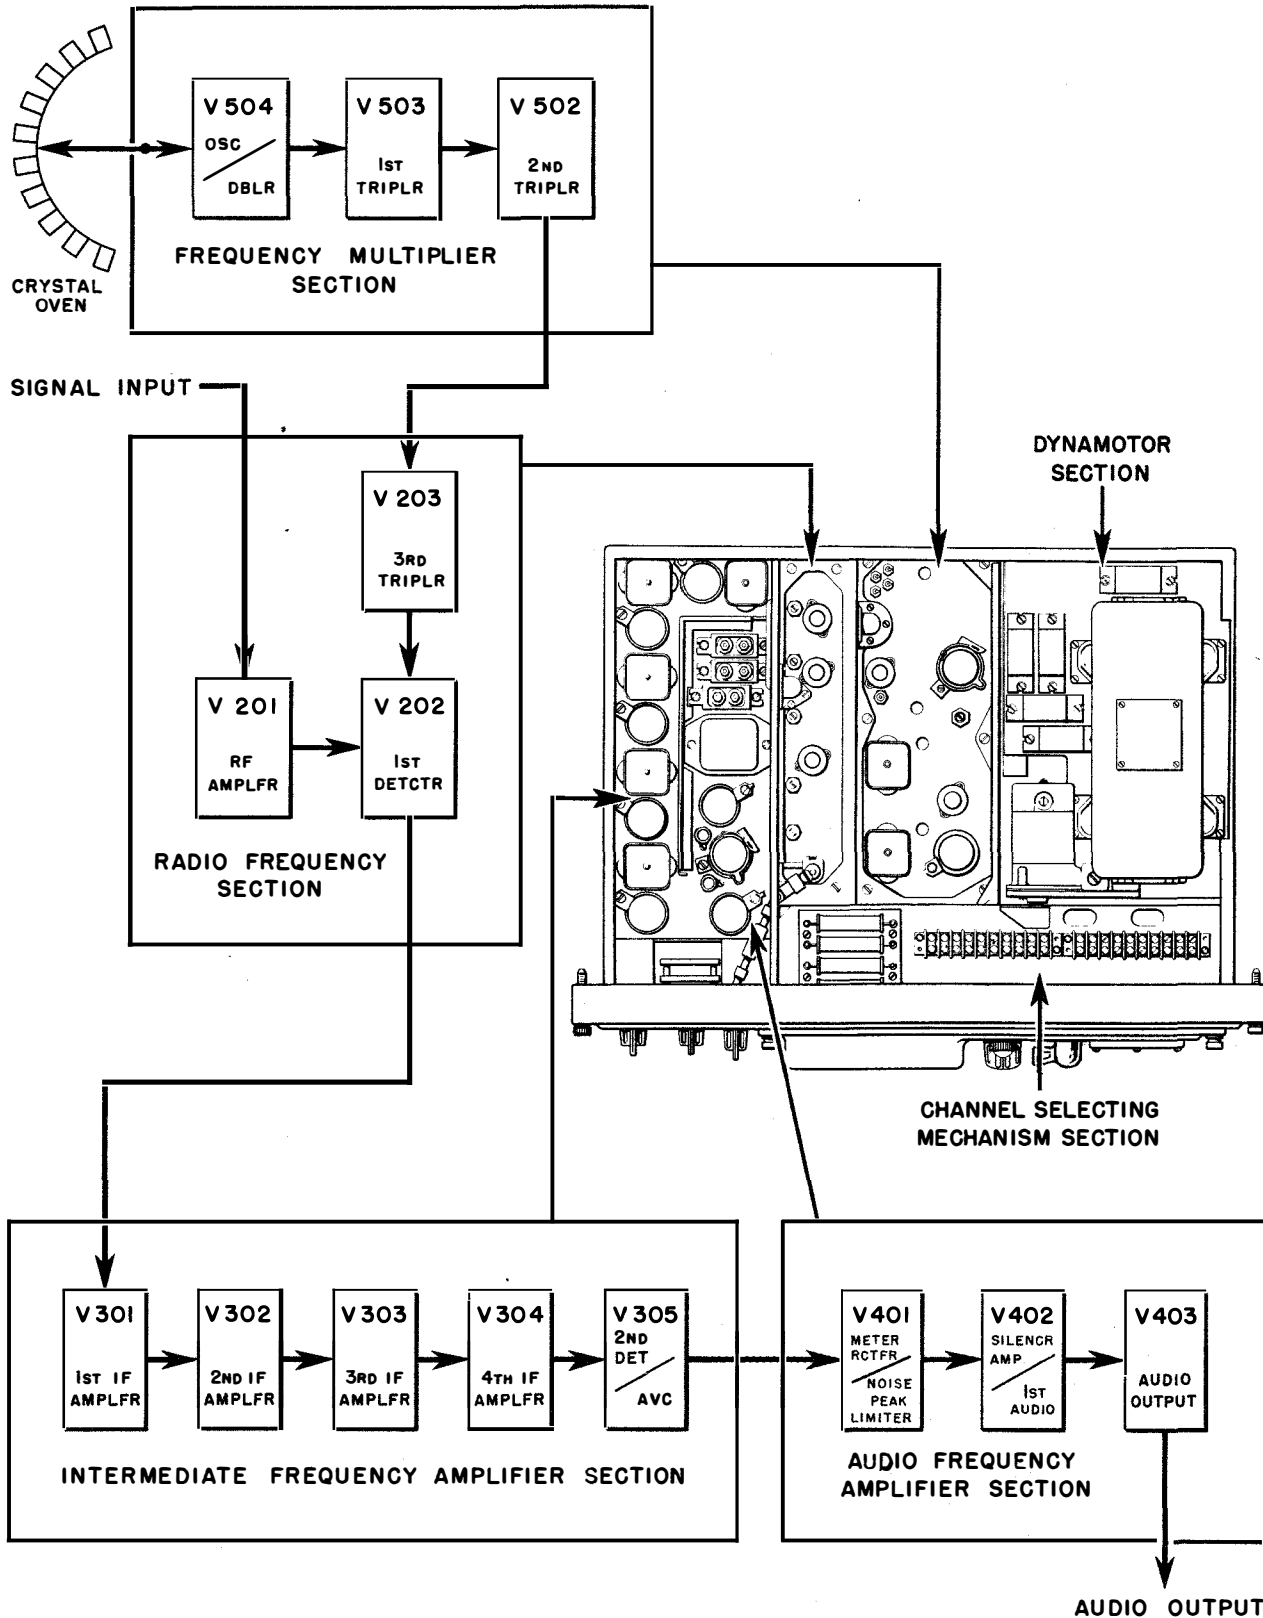 V 504
OSC
DBLR
V 503
1ST
TRIPLR
V 502
2ND
TRIPLR
FREQUENCY MULTIPLIER
SECTION
CRYSTAL
OVEN
SIGNAL INPUT
V 203
3RD
TRIPLR
V 201
RF
AMPLFR
V 202
1ST
DETCTR
RADIO FREQUENCY
SECTION
DYNAMOTOR
SECTION
CHANNEL SELECTING
MECHANISM SECTION
V301
1ST IF
AMPLFR
V302
2ND IF
AMPLFR
V303
3RD IF
AMPLFR
V304
4TH IF
AMPLFR
V305
2ND
DET
AVC
INTERMEDIATE FREQUENCY AMPLIFIER SECTION
V401
METER
RCTFR
NOISE
PEAK
LIMITER
V402
SILENCR
AMP
1ST
AUDIO
V403
AUDIO
OUTPUT
AUDIO FREQUENCY
AMPLIFIER SECTION
AUDIO OUTPUT